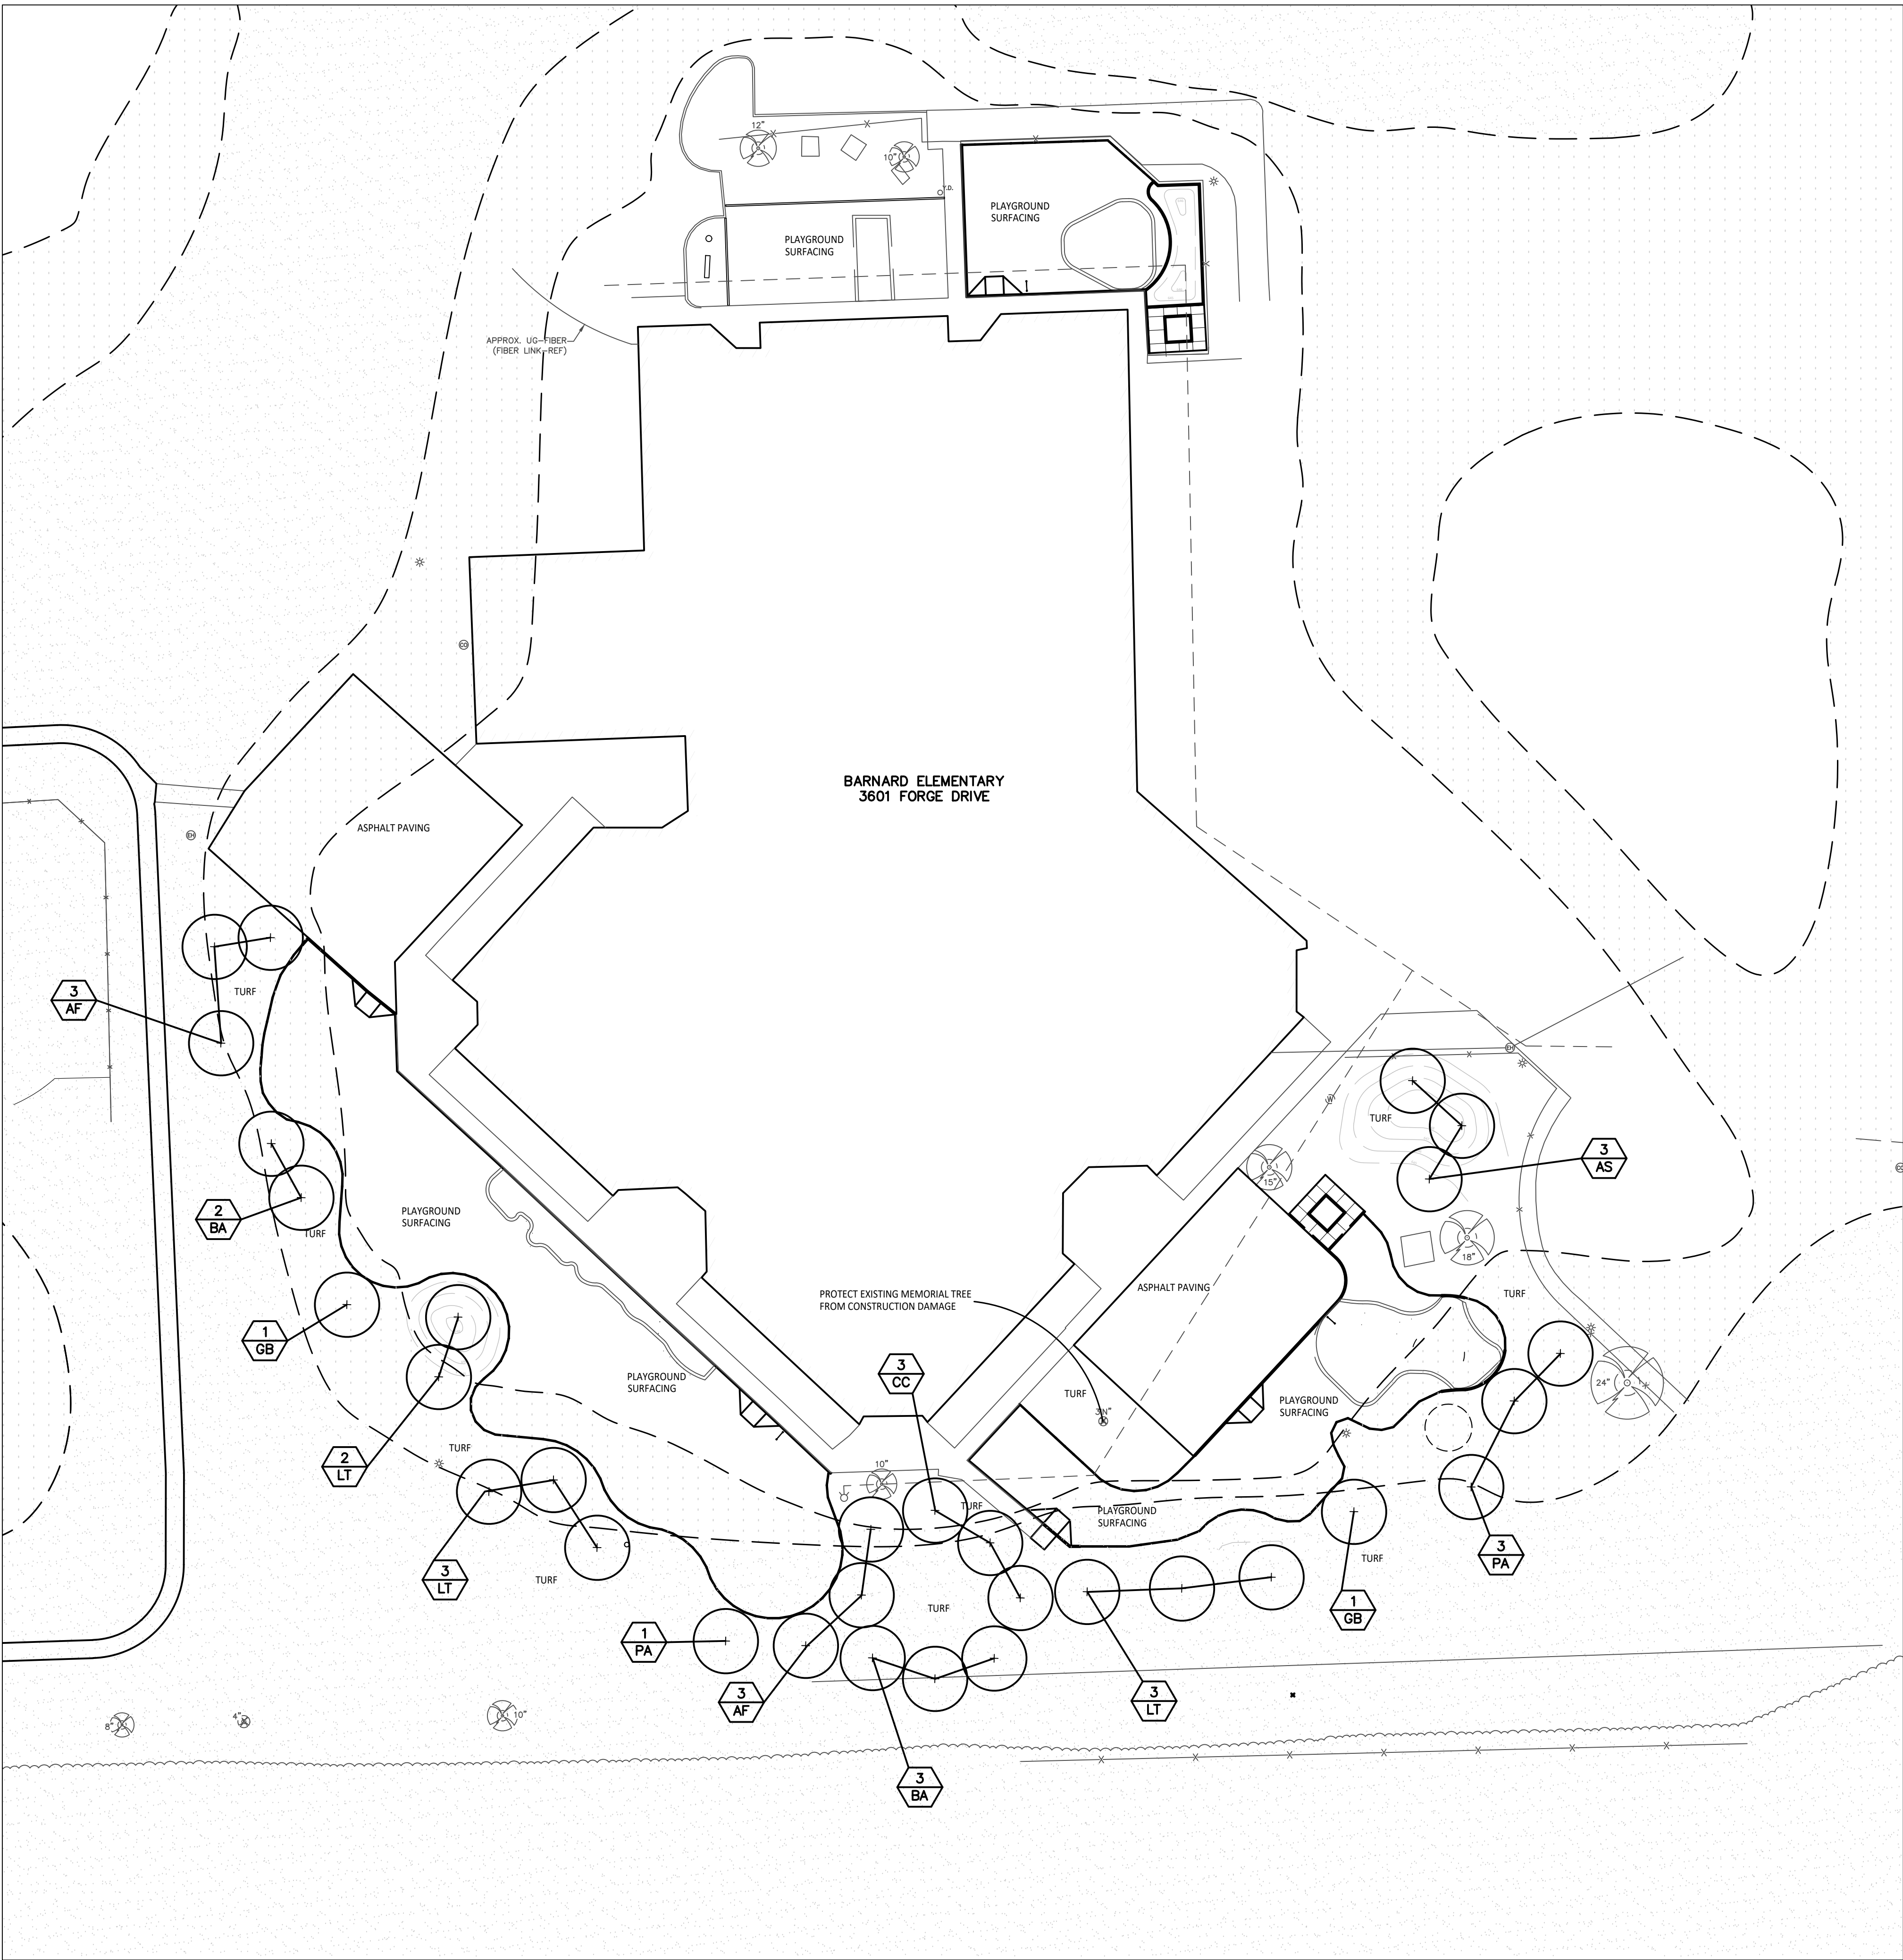 12"
10"
Y.D.
PLAYGROUND
SURFACING
PLAYGROUND
SURFACING
APPROX. UG-FIBER
(FIBER LINK-REF)
BARNARD ELEMENTARY
3601 FORGE DRIVE
ASPHALT PAVING
TURF
3
AF
TURF
3
AS
15"
2
BA
TURF
PLAYGROUND
SURFACING
18"
ASPHALT PAVING
PROTECT EXISTING MEMORIAL TREE
FROM CONSTRUCTION DAMAGE
TURF
1
GB
3
CC
PLAYGROUND
SURFACING
TURF
24"
PLAYGROUND
SURFACING
TURF
2
LT
10"
TURF
PLAYGROUND
SURFACING
3
PA
TURF
3
LT
TURF
TURF
1
GB
1
PA
3
AF
3
LT
8"
4"
10"
3
BA